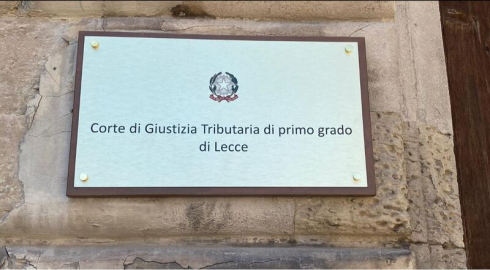 Corte di Giustizia Tributaria di primo grado
di Lecce